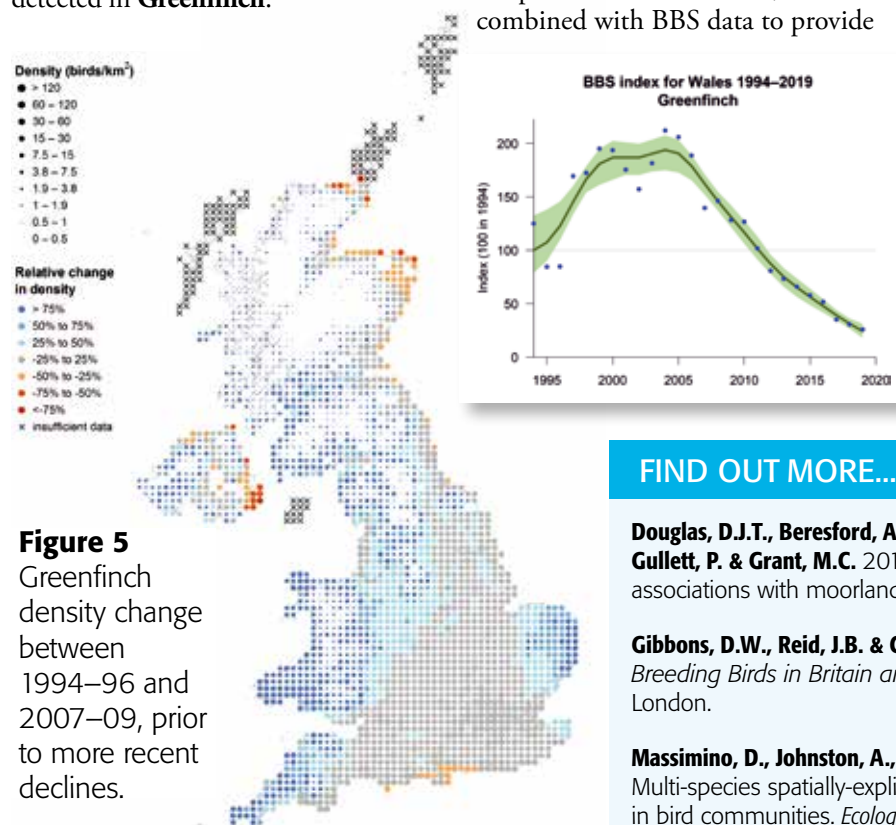 detected in Greenfinch.
combined with BBS data to provide
Density (birds/km²)
> 120
60 – 120
30 – 60
15 – 30
7.5 – 15
3.8 – 7.5
1.9 – 3.8
1 – 1.9
0.5 – 1
0 – 0.5
Relative change
in density
> 75%
50% to 75%
25% to 50%
-25% to 25%
-50% to -25%
-75% to -50%
<-75%
insufficient data
BBS index for Wales 1994–2019
Greenfinch
Index (100 in 1994)
200
150
100
50
0
1995 2000 2005 2010 2015 2020
Figure 5
Greenfinch
density change
between
1994–96 and
2007–09, prior
to more recent
declines.
FIND OUT MORE...
Douglas, D.J.T., Beresford, A
Gullett, P. & Grant, M.C. 201
associations with moorland
Gibbons, D.W., Reid, J.B. & C
Breeding Birds in Britain a
London.
Massimino, D., Johnston, A.,
Multi-species spatially-expli
in bird communities. Ecolog